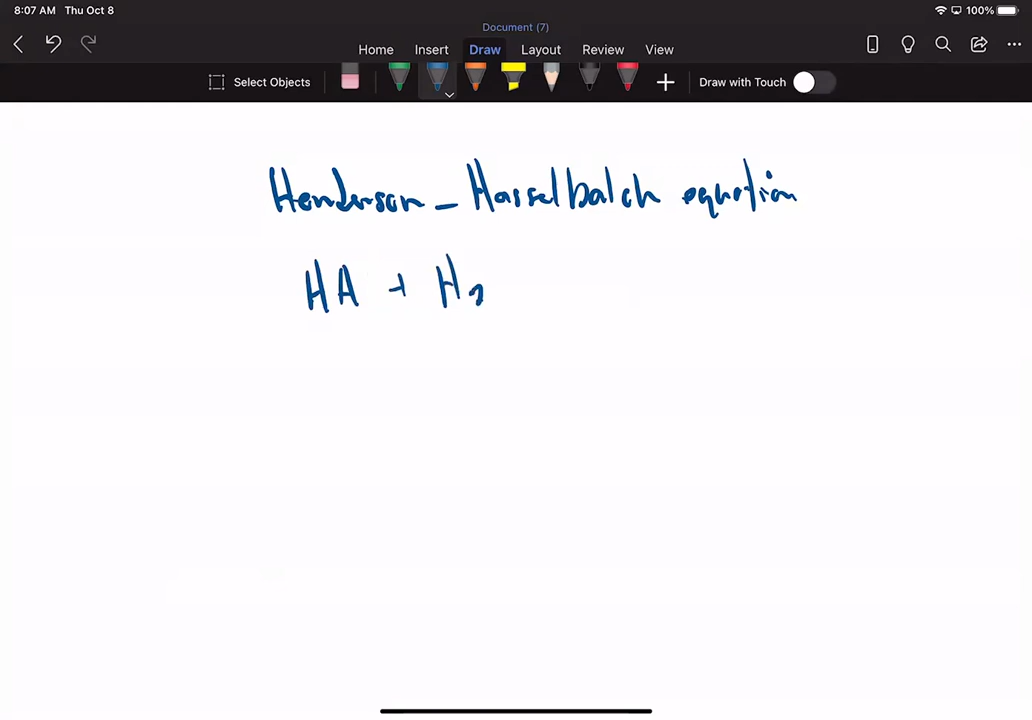 8:07 AM Thu Oct 8 100%
Document (7)
Home Insert Draw Layout Review View
Select Objects Draw with Touch
Henderson - Hasselbalch equation
HA + H₂